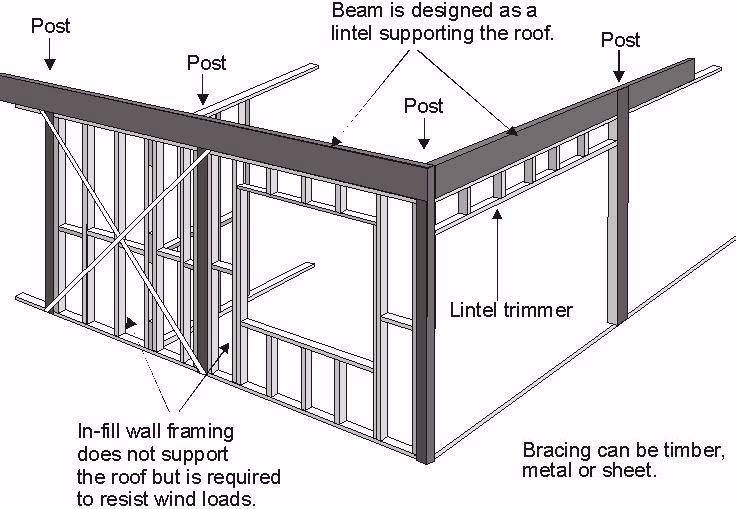 Beam is designed as a
lintel supporting the roof.
Post
Post
Post
Post
Lintel trimmer
In-fill wall framing
does not support
the roof but is required
to resist wind loads.
Bracing can be timber,
metal or sheet.